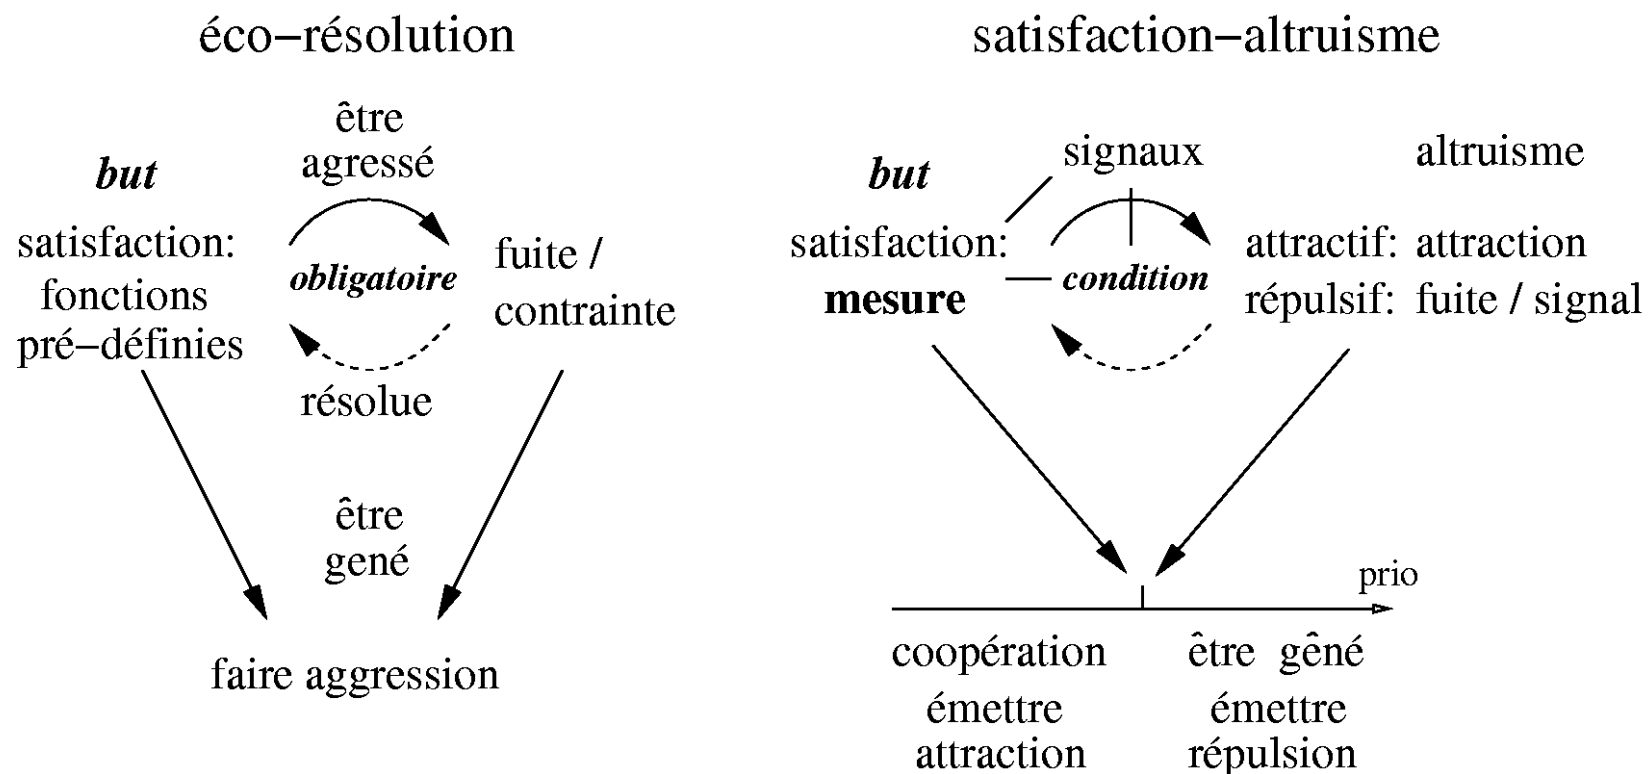 éco−résolution
être
agressé
but
satisfaction:
fonctions
pré−définies
obligatoire
fuite /
contrainte
résolue
être
gené
faire aggression
satisfaction−altruisme
signaux
altruisme
but
satisfaction:
mesure
condition
attractif: attraction
répulsif: fuite / signal
prio
coopération
émettre
attraction
être gêné
émettre
répulsion